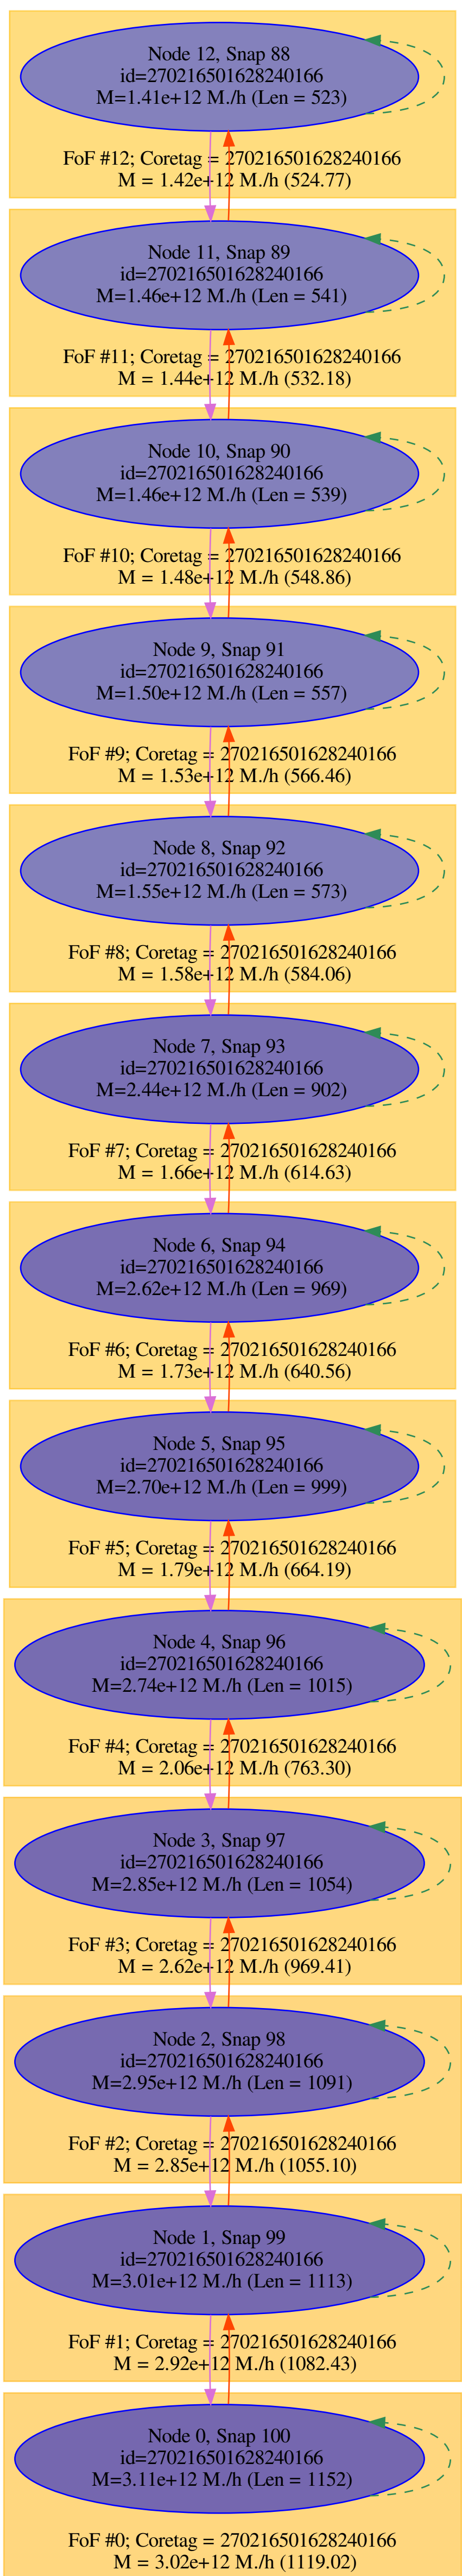 Node 12, Snap 88
id=270216501628240166
M=1.41e+12 M./h (Len = 523)
FoF #12; Coretag = 270216501628240166
M = 1.42e+12 M./h (524.77)
Node 11, Snap 89
id=270216501628240166
M=1.46e+12 M./h (Len = 541)
FoF #11; Coretag = 270216501628240166
M = 1.44e+12 M./h (532.18)
Node 10, Snap 90
id=270216501628240166
M=1.46e+12 M./h (Len = 539)
FoF #10; Coretag = 270216501628240166
M = 1.48e+12 M./h (548.86)
Node 9, Snap 91
id=270216501628240166
M=1.50e+12 M./h (Len = 557)
FoF #9; Coretag = 270216501628240166
M = 1.53e+12 M./h (566.46)
Node 8, Snap 92
id=270216501628240166
M=1.55e+12 M./h (Len = 573)
FoF #8; Coretag = 270216501628240166
M = 1.58e+12 M./h (584.06)
Node 7, Snap 93
id=270216501628240166
M=2.44e+12 M./h (Len = 902)
FoF #7; Coretag = 270216501628240166
M = 1.66e+12 M./h (614.63)
Node 6, Snap 94
id=270216501628240166
M=2.62e+12 M./h (Len = 969)
FoF #6; Coretag = 270216501628240166
M = 1.73e+12 M./h (640.56)
Node 5, Snap 95
id=270216501628240166
M=2.70e+12 M./h (Len = 999)
FoF #5; Coretag = 270216501628240166
M = 1.79e+12 M./h (664.19)
Node 4, Snap 96
id=270216501628240166
M=2.74e+12 M./h (Len = 1015)
FoF #4; Coretag = 270216501628240166
M = 2.06e+12 M./h (763.30)
Node 3, Snap 97
id=270216501628240166
M=2.85e+12 M./h (Len = 1054)
FoF #3; Coretag = 270216501628240166
M = 2.62e+12 M./h (969.41)
Node 2, Snap 98
id=270216501628240166
M=2.95e+12 M./h (Len = 1091)
FoF #2; Coretag = 270216501628240166
M = 2.85e+12 M./h (1055.10)
Node 1, Snap 99
id=270216501628240166
M=3.01e+12 M./h (Len = 1113)
FoF #1; Coretag = 270216501628240166
M = 2.92e+12 M./h (1082.43)
Node 0, Snap 100
id=270216501628240166
M=3.11e+12 M./h (Len = 1152)
FoF #0; Coretag = 270216501628240166
M = 3.02e+12 M./h (1119.02)